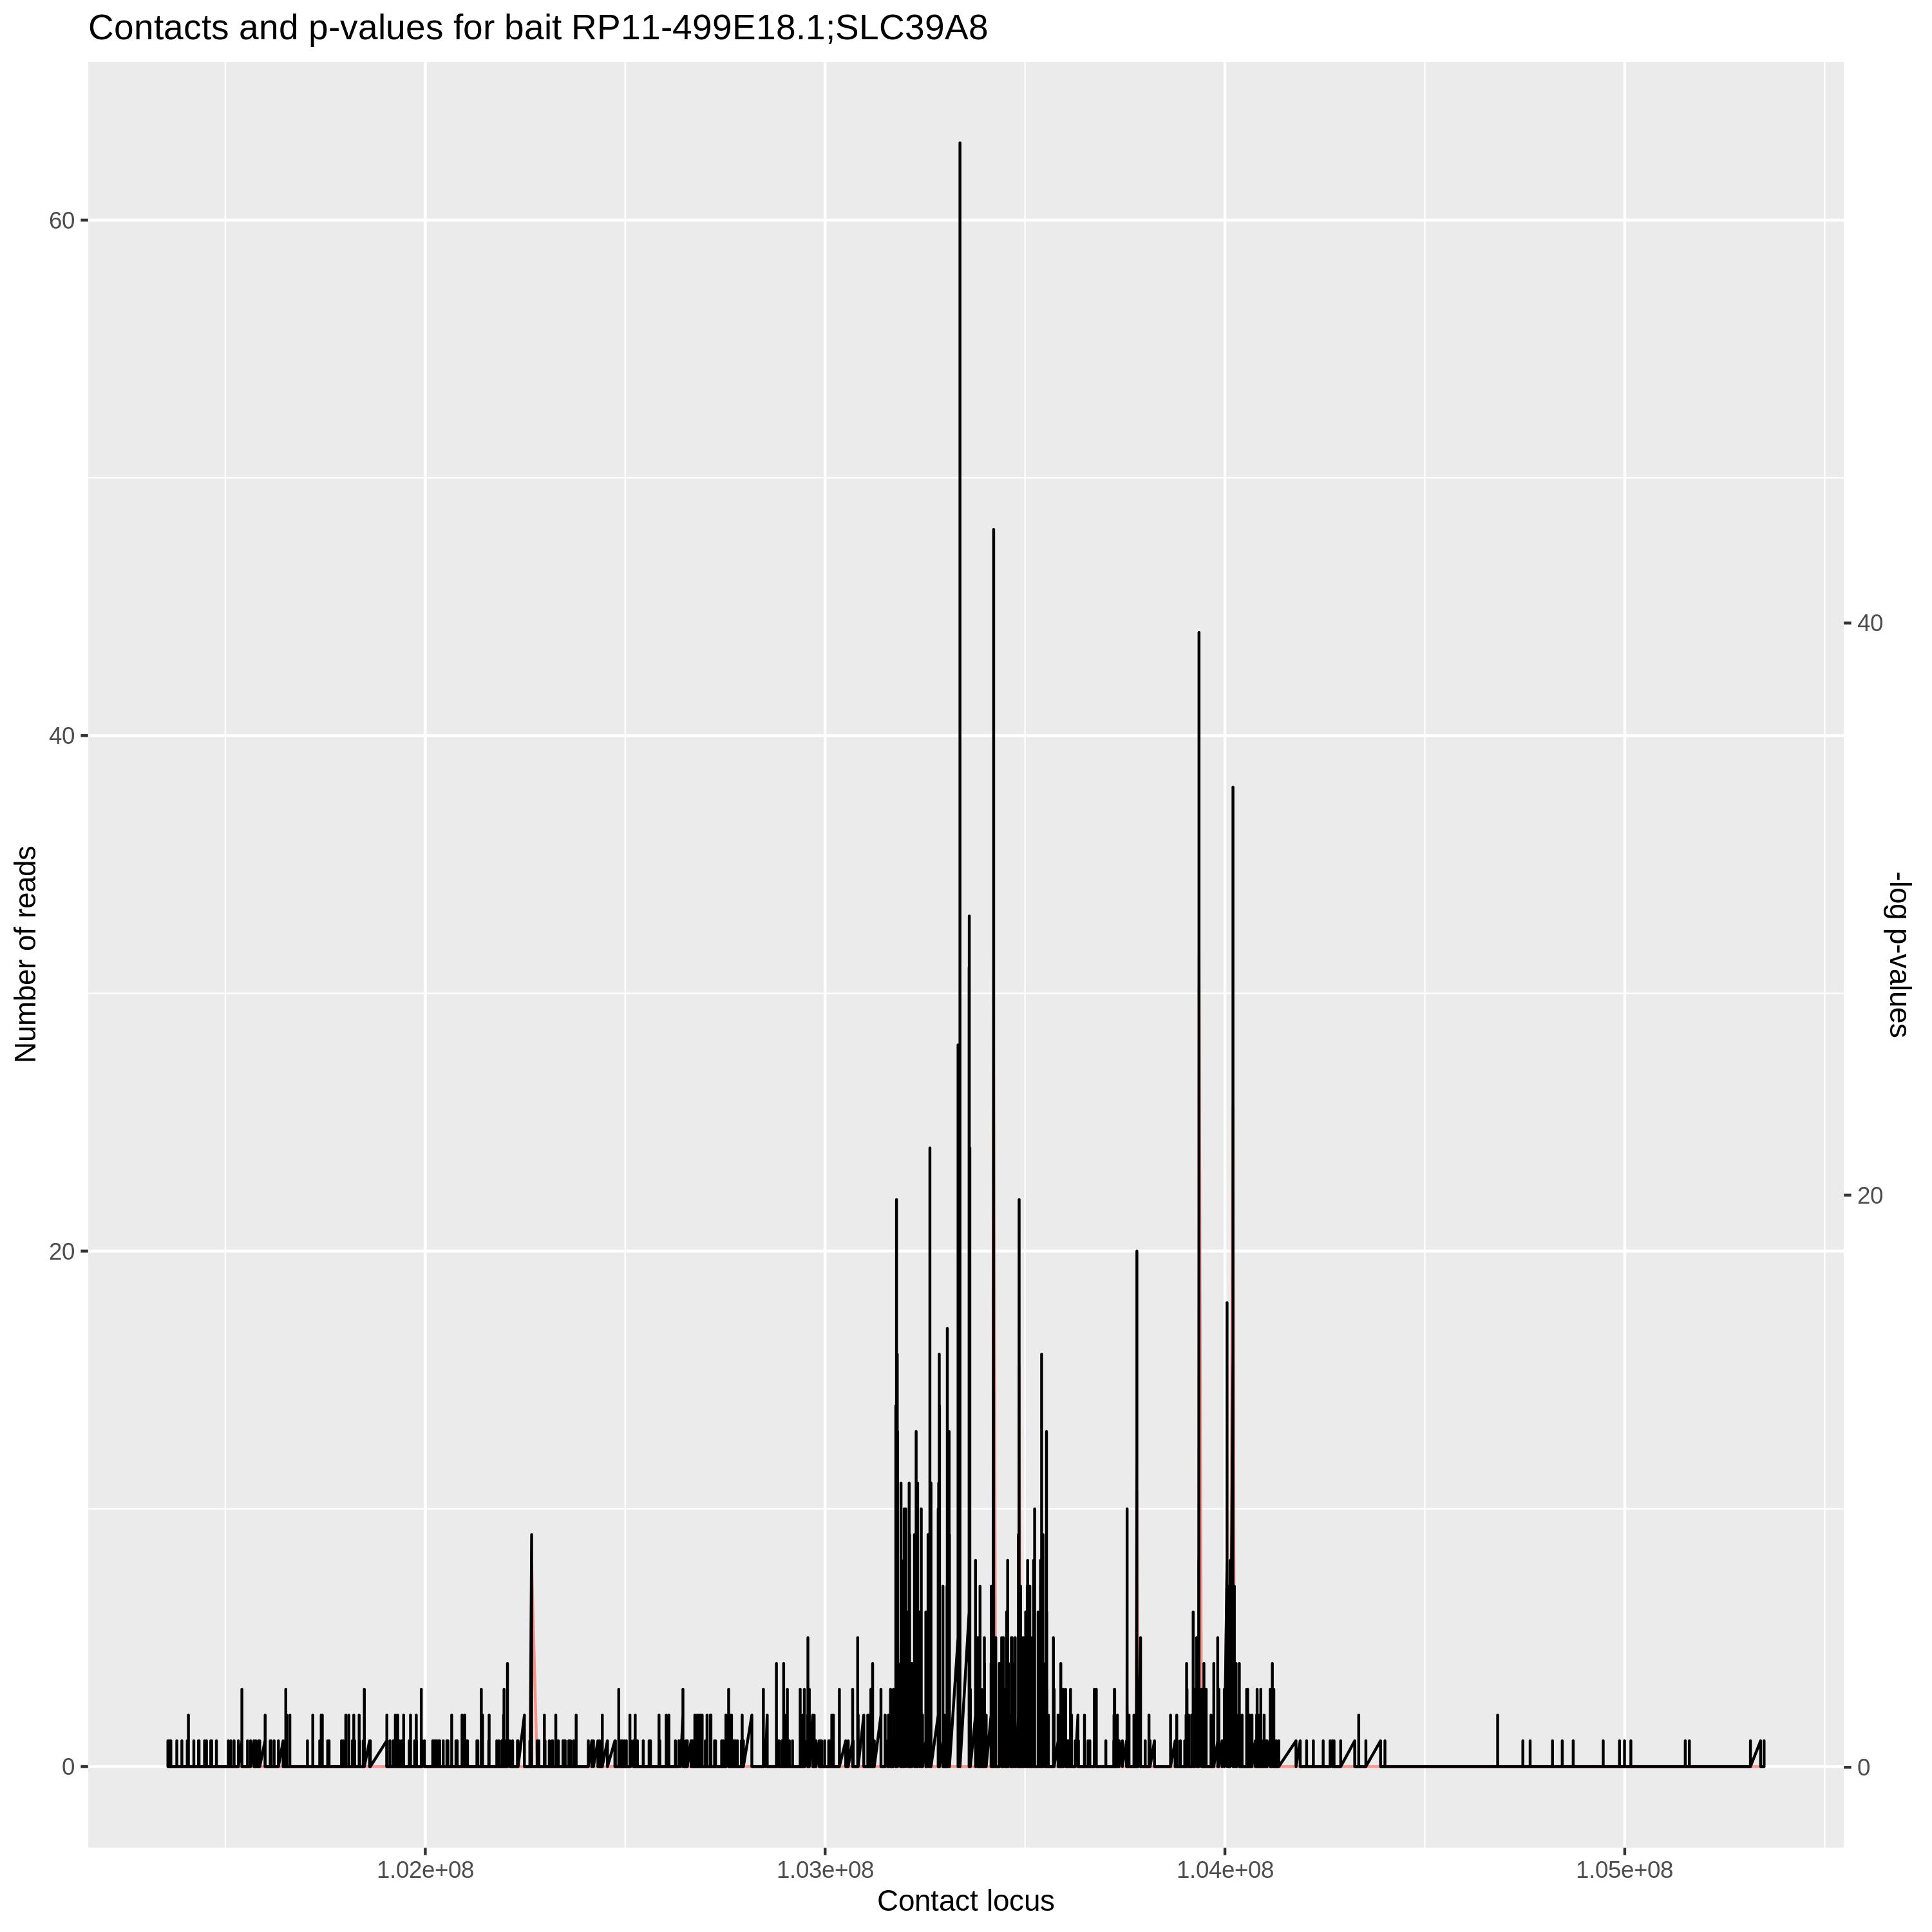 Contacts and p-values for bait RP11-499E18.1;SLC39A8
60
40
20
0
Number of reads
40
20
0
-log p-values
1.02e+08 1.03e+08 1.04e+08 1.05e+08
Contact locus